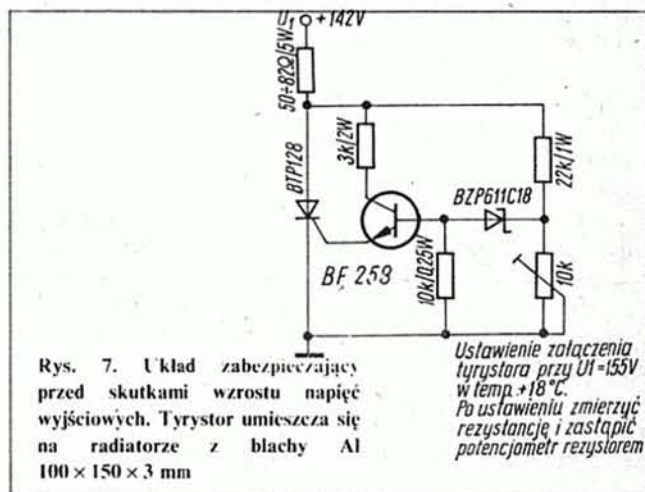 U₁ +142V
50÷82Ω/5W
BTP128
3k/2W
22k/1W
BZP611C18
BF 259
10k/0,25W
10k
Rys. 7. Układ zabezpieczający
przed skutkami wzrostu napięć
wyjściowych. Tyrystor umieszcza się
na radiatorze z blachy Al
100 × 150 × 3 mm
Ustawienie załączenia
tyrystora przy U1=155V
w temp. +18°C.
Po ustawieniu zmierzyć
rezystancję i zastąpić
potencjometr rezystorem